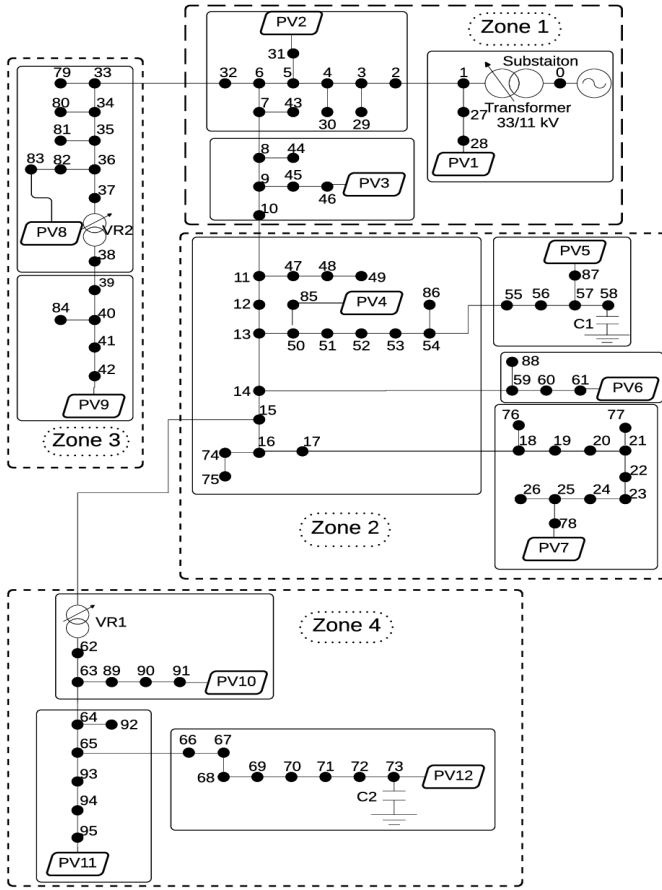 Zone 1
PV2
31
Substaiton
79 33
32 6 5 4 3 2 1 0
Transformer
33/11 kV
80 34
7 43
30 29
27
81 35
28
8 44
PV1
83 82 36
9 45
46
PV3
37
10
PV8
VR2
38
PV5
39
87
11 47 48 49
86
84 40
12
85
PV4
55 56 57 58
C1
13
50 51 52 53 54
41
88
42
14
59 60 61
PV6
PV9
15
76 77
Zone 3
74 16 17
18 19 20 21
75
22
26 25 24 23
Zone 2
78
PV7
VR1
Zone 4
62
63 89 90 91
PV10
64
92
65
66 67
93
68 69 70 71 72 73
PV12
C2
94
95
PV11